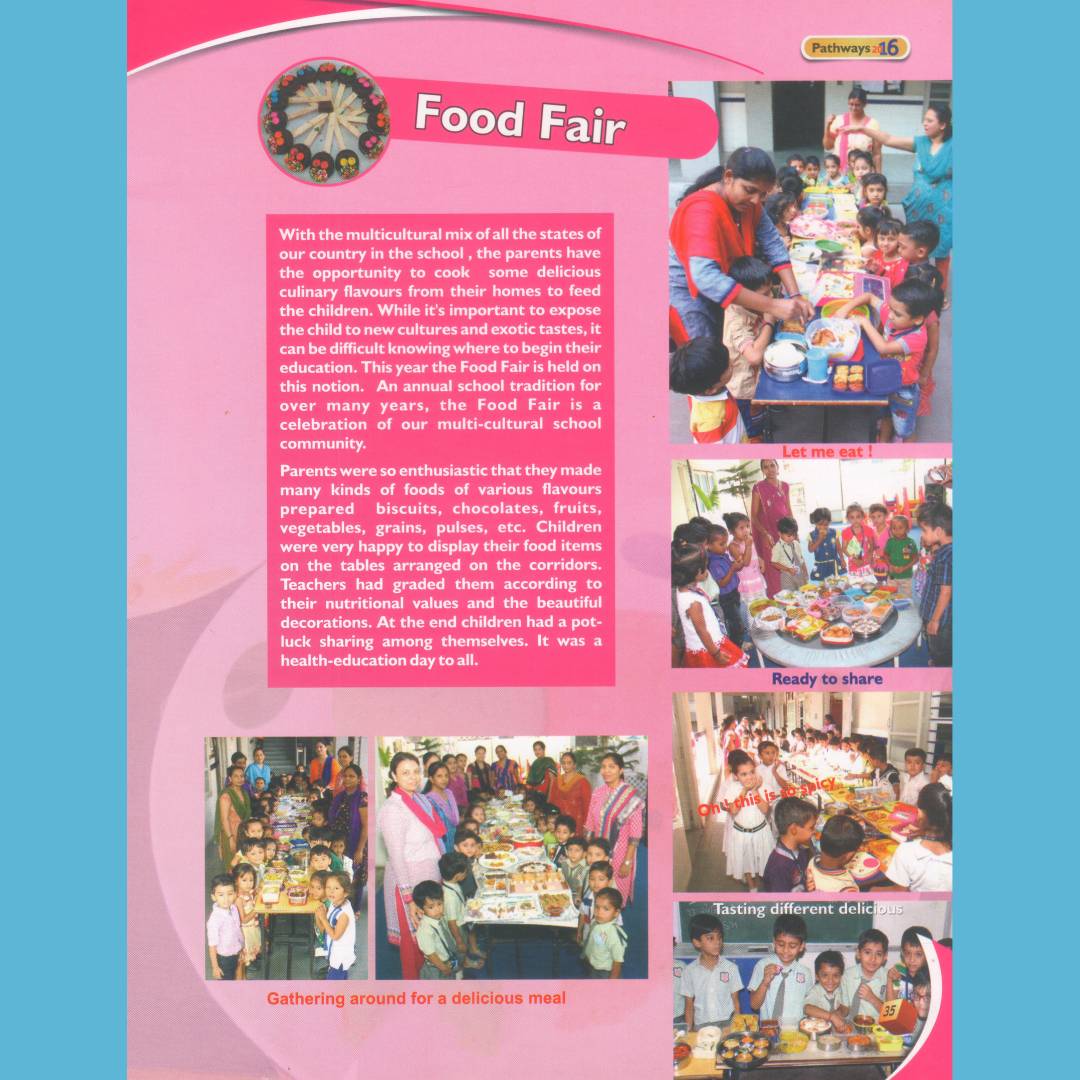 Pathways 2016
Food Fair
With the multicultural mix of all the states of
our country in the school , the parents have
the opportunity to cook some delicious
culinary flavours from their homes to feed
the children. While it's important to expose
the child to new cultures and exotic tastes, it
can be difficult knowing where to begin their
education. This year the Food Fair is held on
this notion. An annual school tradition for
over many years, the Food Fair is a
celebration of our multi-cultural school
community.
Parents were so enthusiastic that they made
many kinds of foods of various flavours
prepared biscuits, chocolates, fruits,
vegetables, grains, pulses, etc. Children
were very happy to display their food items
on the tables arranged on the corridors.
Teachers had graded them according to
their nutritional values and the beautiful
decorations. At the end children had a pot-
luck sharing among themselves. It was a
health-education day to all.
Let me eat !
Ready to share
Oh ! this is so spicy
Tasting different delicious
35
Gathering around for a delicious meal